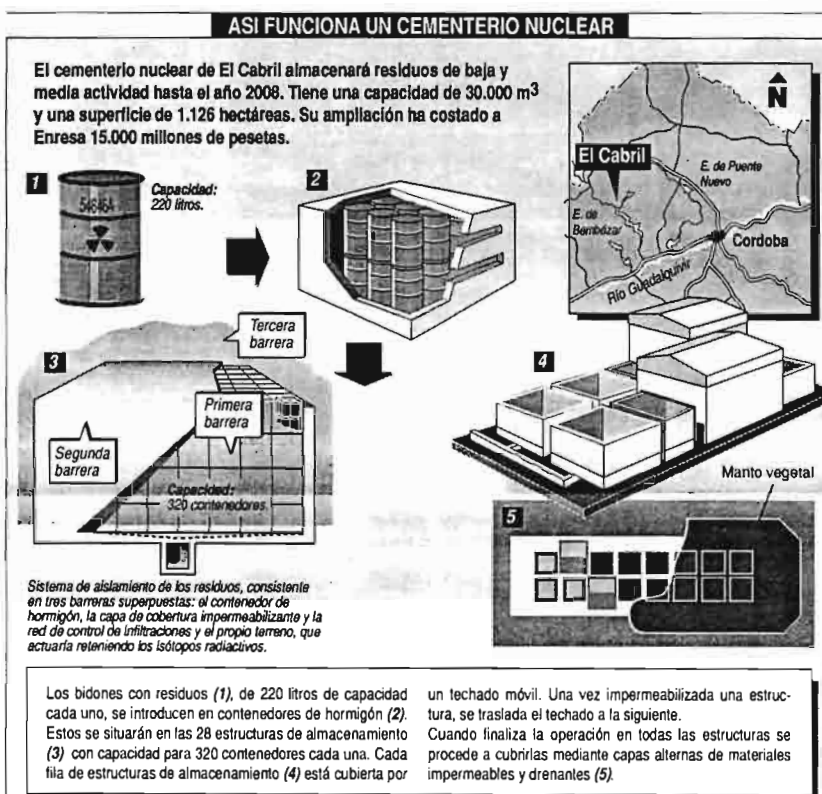 ASI FUNCIONA UN CEMENTERIO NUCLEAR
El cementerio nuclear de El Cabril almacenará residuos de baja y
media actividad hasta el año 2008. Tiene una capacidad de 30.000 m3
y una superficie de 1.126 hectáreas. Su ampliación ha costado a
Enresa 15.000 millones de pesetas.
1
546464
Capacidad:
220 litros.
2
N
El Cabril
E. de Puente
Nuevo
E. de
Bembézar
Cordoba
Río Guadalquivir
3
Tercera
barrera
Primera
barrera
Segunda
barrera
Capacidad:
320 contenedores.
4
Manto vegetal
5
Sistema de aislamiento de los residuos, consistente
en tres barreras superpuestas: el contenedor de
hormigón, la capa de cobertura impermeabilizante y la
red de control de infiltraciones y el propio terreno, que
actuaría reteniendo los isótopos radiactivos.
Los bidones con residuos (1), de 220 litros de capacidad
cada uno, se introducen en contenedores de hormigón (2).
Estos se situarán en las 28 estructuras de almacenamiento
(3) con capacidad para 320 contenedores cada una. Cada
fila de estructuras de almacenamiento (4) está cubierta por
un techado móvil. Una vez impermeabilizada una estruc-
tura, se traslada el techado a la siguiente.
Cuando finaliza la operación en todas las estructuras se
procede a cubrirlas mediante capas alternas de materiales
impermeables y drenantes (5).